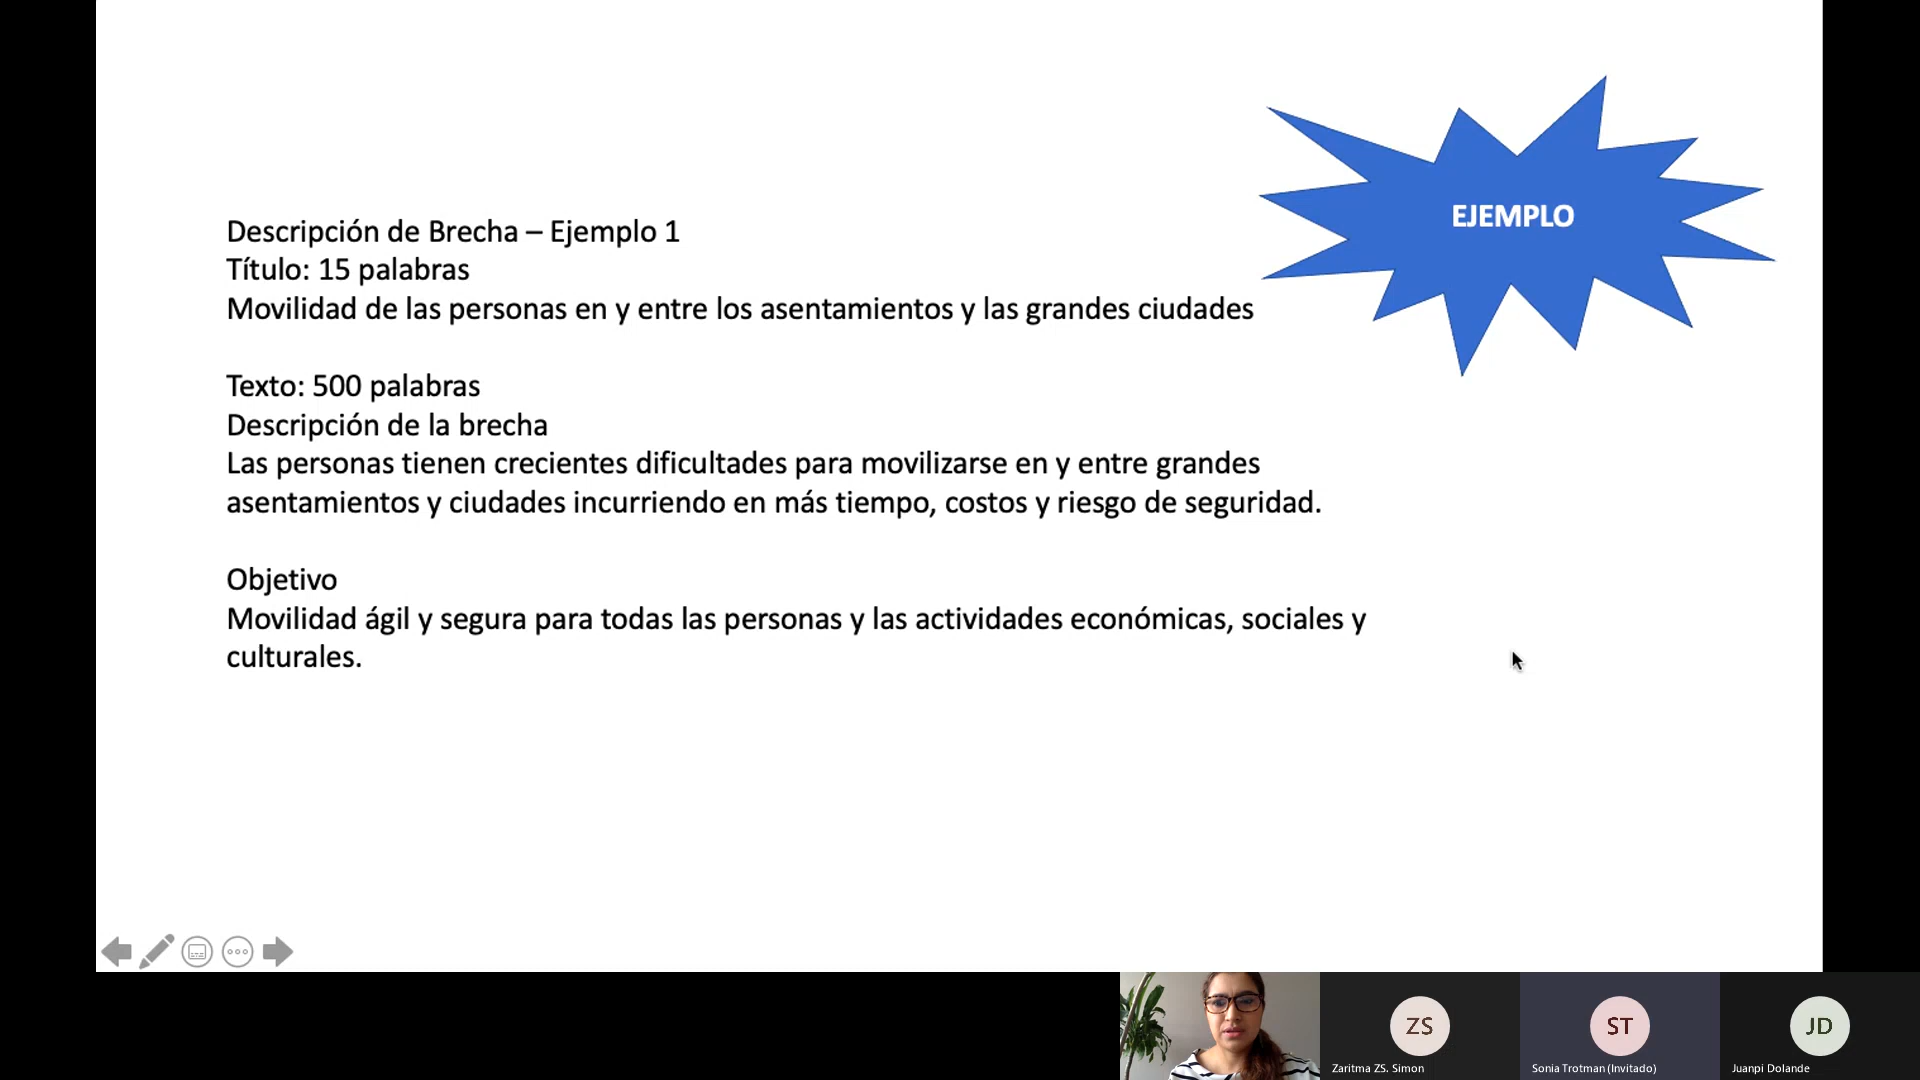 EJEMPLO
Descripción de Brecha – Ejemplo 1
Título: 15 palabras
Movilidad de las personas en y entre los asentamientos y las grandes ciudades
Texto: 500 palabras
Descripción de la brecha
Las personas tienen crecientes dificultades para movilizarse en y entre grandes
asentamientos y ciudades incurriendo en más tiempo, costos y riesgo de seguridad.
Objetivo
Movilidad ágil y segura para todas las personas y las actividades económicas, sociales y
culturales.
ZS
ST
JD
Zaritma ZS. Simon
Sonia Trotman (Invitado)
Juanpi Dolande